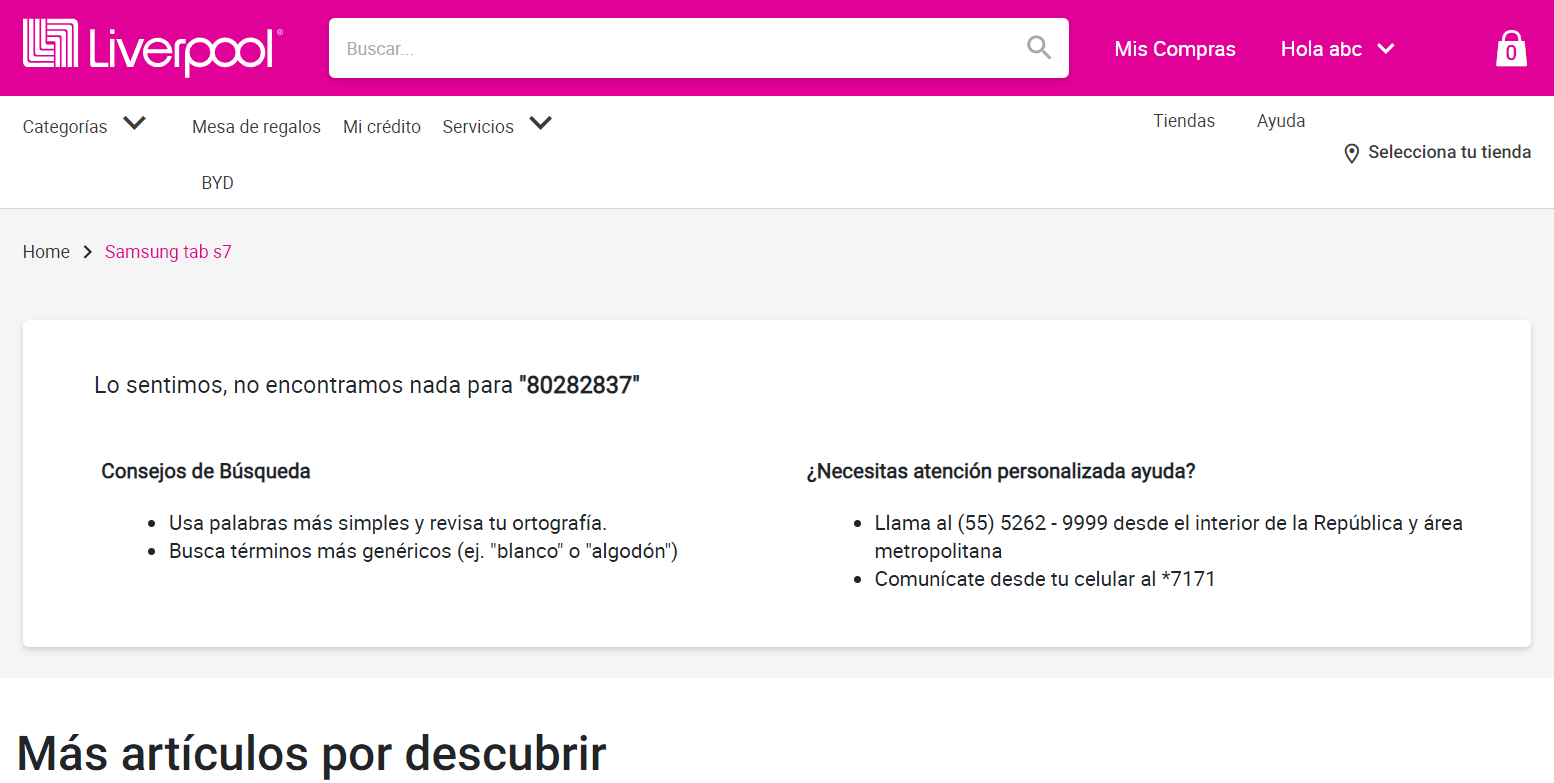 Liverpool®
Buscar...
Mis Compras
Hola abc
0
Categorías
Mesa de regalos
Mi crédito
Servicios
BYD
Tiendas
Ayuda
Selecciona tu tienda
Home
Samsung tab s7
Lo sentimos, no encontramos nada para "80282837"
Consejos de Búsqueda
Usa palabras más simples y revisa tu ortografía.
Busca términos más genéricos (ej. "blanco" o "algodón")
¿Necesitas atención personalizada ayuda?
Llama al (55) 5262 - 9999 desde el interior de la República y área
metropolitana
Comunícate desde tu celular al *7171
Más artículos por descubrir